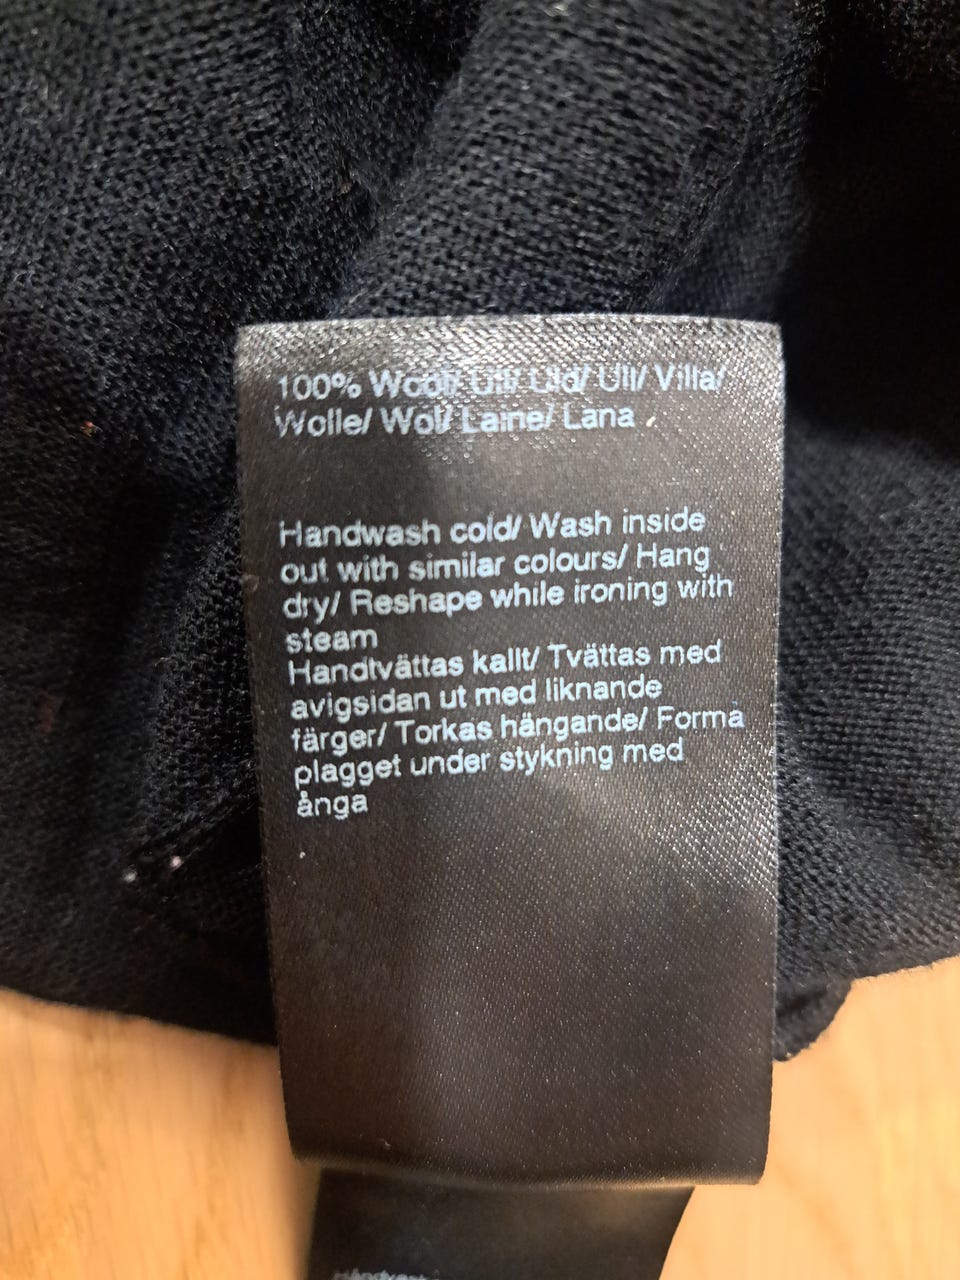 100% Wool/ Ull/ Uld/ Ull/ Villa/
Wolle/ Wol/ Laine/ Lana
Handwash cold/ Wash inside
out with similar colours/ Hang
dry/ Reshape while ironing with
steam
Handtvättas kallt/ Tvättas med
avigsidan ut med liknande
färger/ Torkas hängande/ Forma
plagget under stykning med
ånga